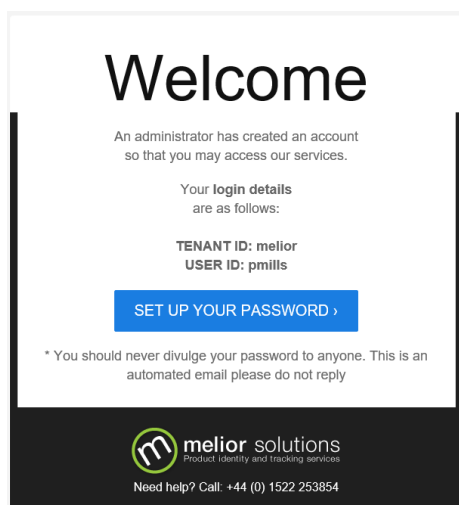 Welcome
An administrator has created an account
so that you may access our services.
Your login details
are as follows:
TENANT ID: melior
USER ID: pmills
SET UP YOUR PASSWORD ›
* You should never divulge your password to anyone. This is an
automated email please do not reply
m melior solutions
Product identity and tracking services
Need help? Call: +44 (0) 1522 253854